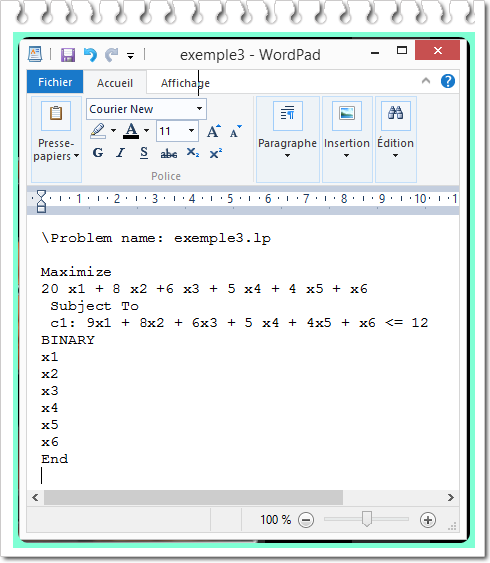 exemple3 - WordPad
Fichier Accueil Affichage
Presse-papiers
Courier New
11
G I S abc X₂ X²
Police
Paragraphe
Insertion
Édition
1 2 3 4 5 6 7 8 9 10
\Problem name: exemple3.lp
Maximize
20 x1 + 8 x2 +6 x3 + 5 x4 + 4 x5 + x6
Subject To
c1: 9x1 + 8x2 + 6x3 + 5 x4 + 4x5 + x6 <= 12
BINARY
x1
x2
x3
x4
x5
x6
End
100 %